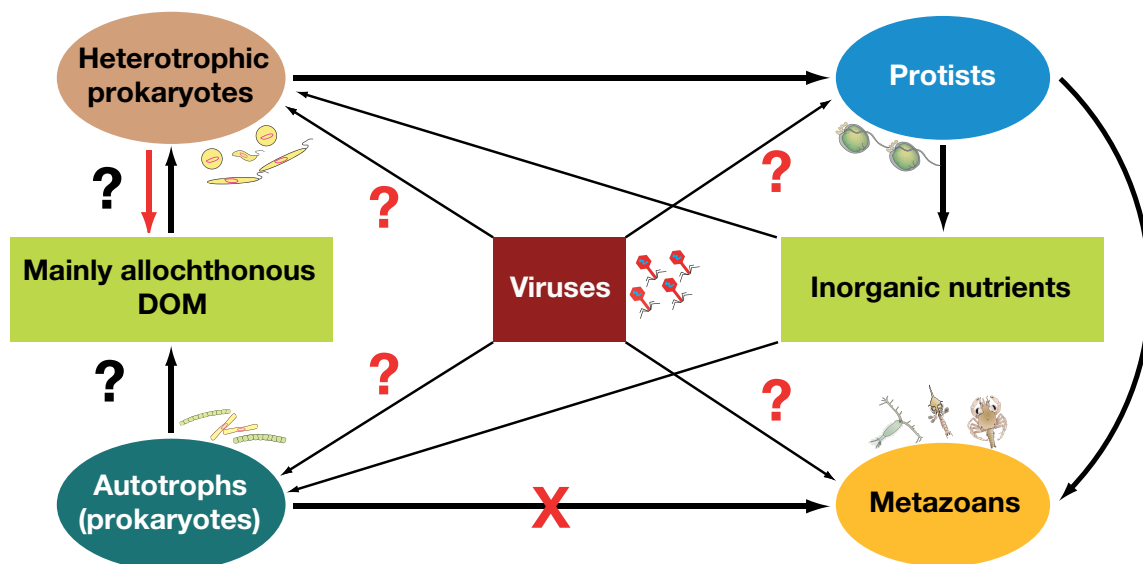 Heterotrophic
prokaryotes
Protists
?
?
?
Mainly allochthonous
DOM
Viruses
Inorganic nutrients
?
?
?
Autotrophs
(prokaryotes)
X
Metazoans